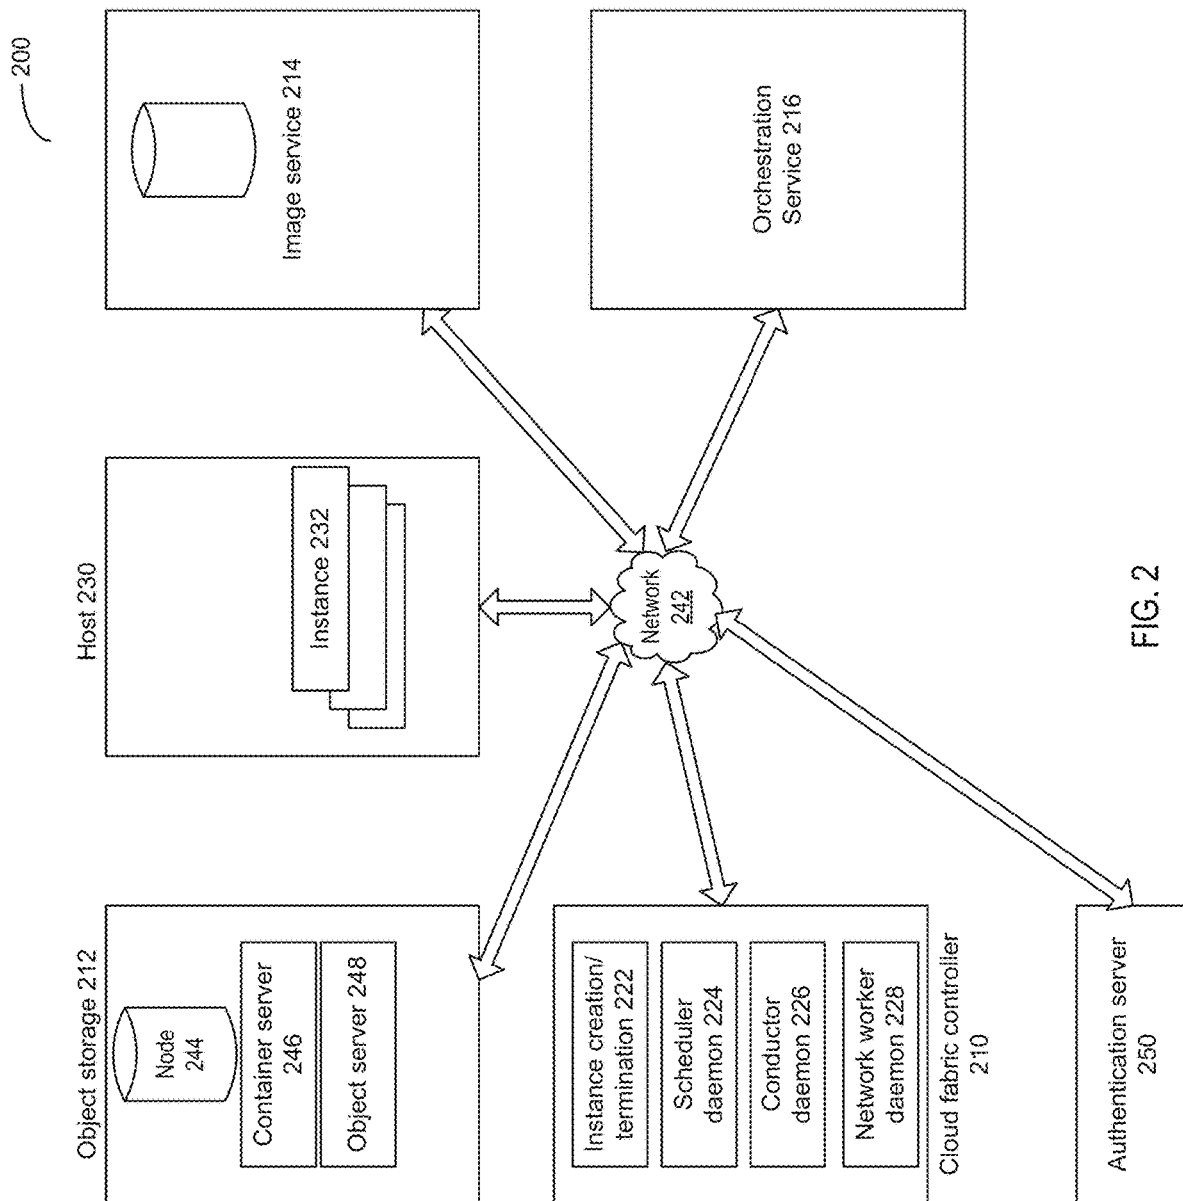 200
Object storage 212
Node
244
Container server
246
Object server 248
Host 230
Instance 232
Image service 214
Instance creation/
termination 222
Scheduler
daemon 224
Conductor
daemon 226
Network worker
daemon 228
Cloud fabric controller
210
Network
242
Orchestration
Service 216
Authentication server
250
FIG. 2